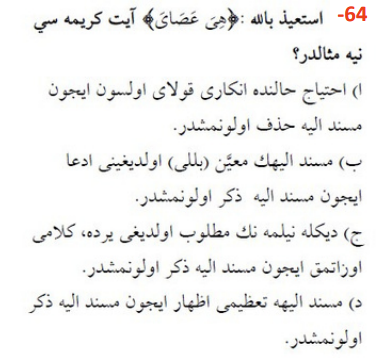 64- استعيذ بالله :﴿هِىَ عَصَاىَ﴾ آيت كريمه سي
نيه مثالدر؟
ا) احتياج حالنده انكارى قولاى اولسون ايچون
مسند اليه حذف اولونمشدر.
ب) مسند اليهك معيَّن (بللى) اولديغينى ادعا
ايچون مسند اليه ذكر اولونمشدر.
ج) ديكله نيلمه نك مطلوب اولديغى يرده، كلامى
اوزاتمق ايچون مسند اليه ذكر اولونمشدر.
د) مسند اليهه تعظيمى اظهار ايچون مسند اليه ذكر
اولونمشدر.